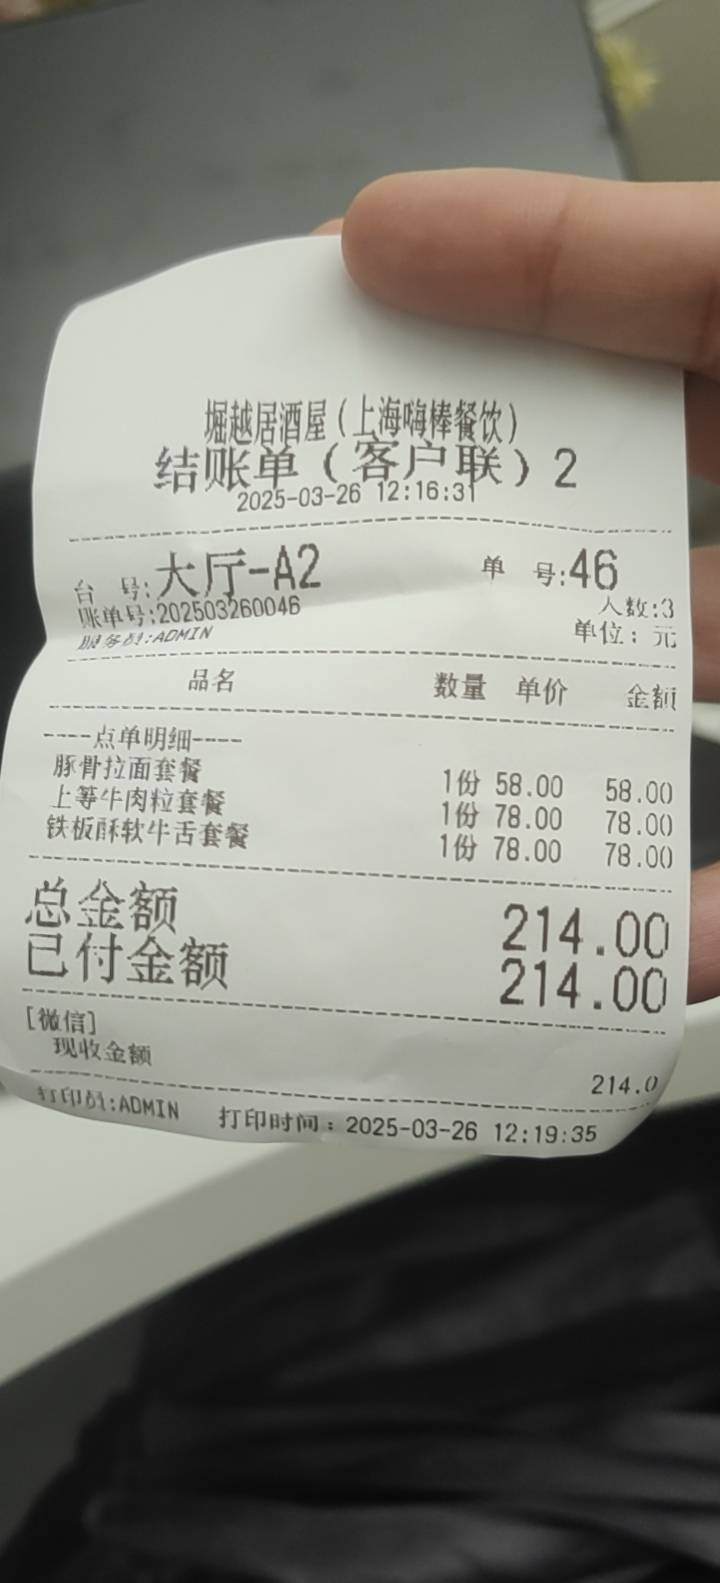 堀越居酒屋（上海嗨棒餐饮）
结账单（客户联）2
2025-03-26 12:16:31
台 号:大厅-A2 单 号:46
账单号:202503260046 人数:3
服务员:ADMIN 单位：元
品名 数量 单价 金额
----点单明细----
豚骨拉面套餐 1份 58.00 58.00
上等牛肉粒套餐 1份 78.00 78.00
铁板酥软牛舌套餐 1份 78.00 78.00
总金额 214.00
已付金额 214.00
[微信]
现收金额 214.0
打印员:ADMIN 打印时间：2025-03-26 12:19:35